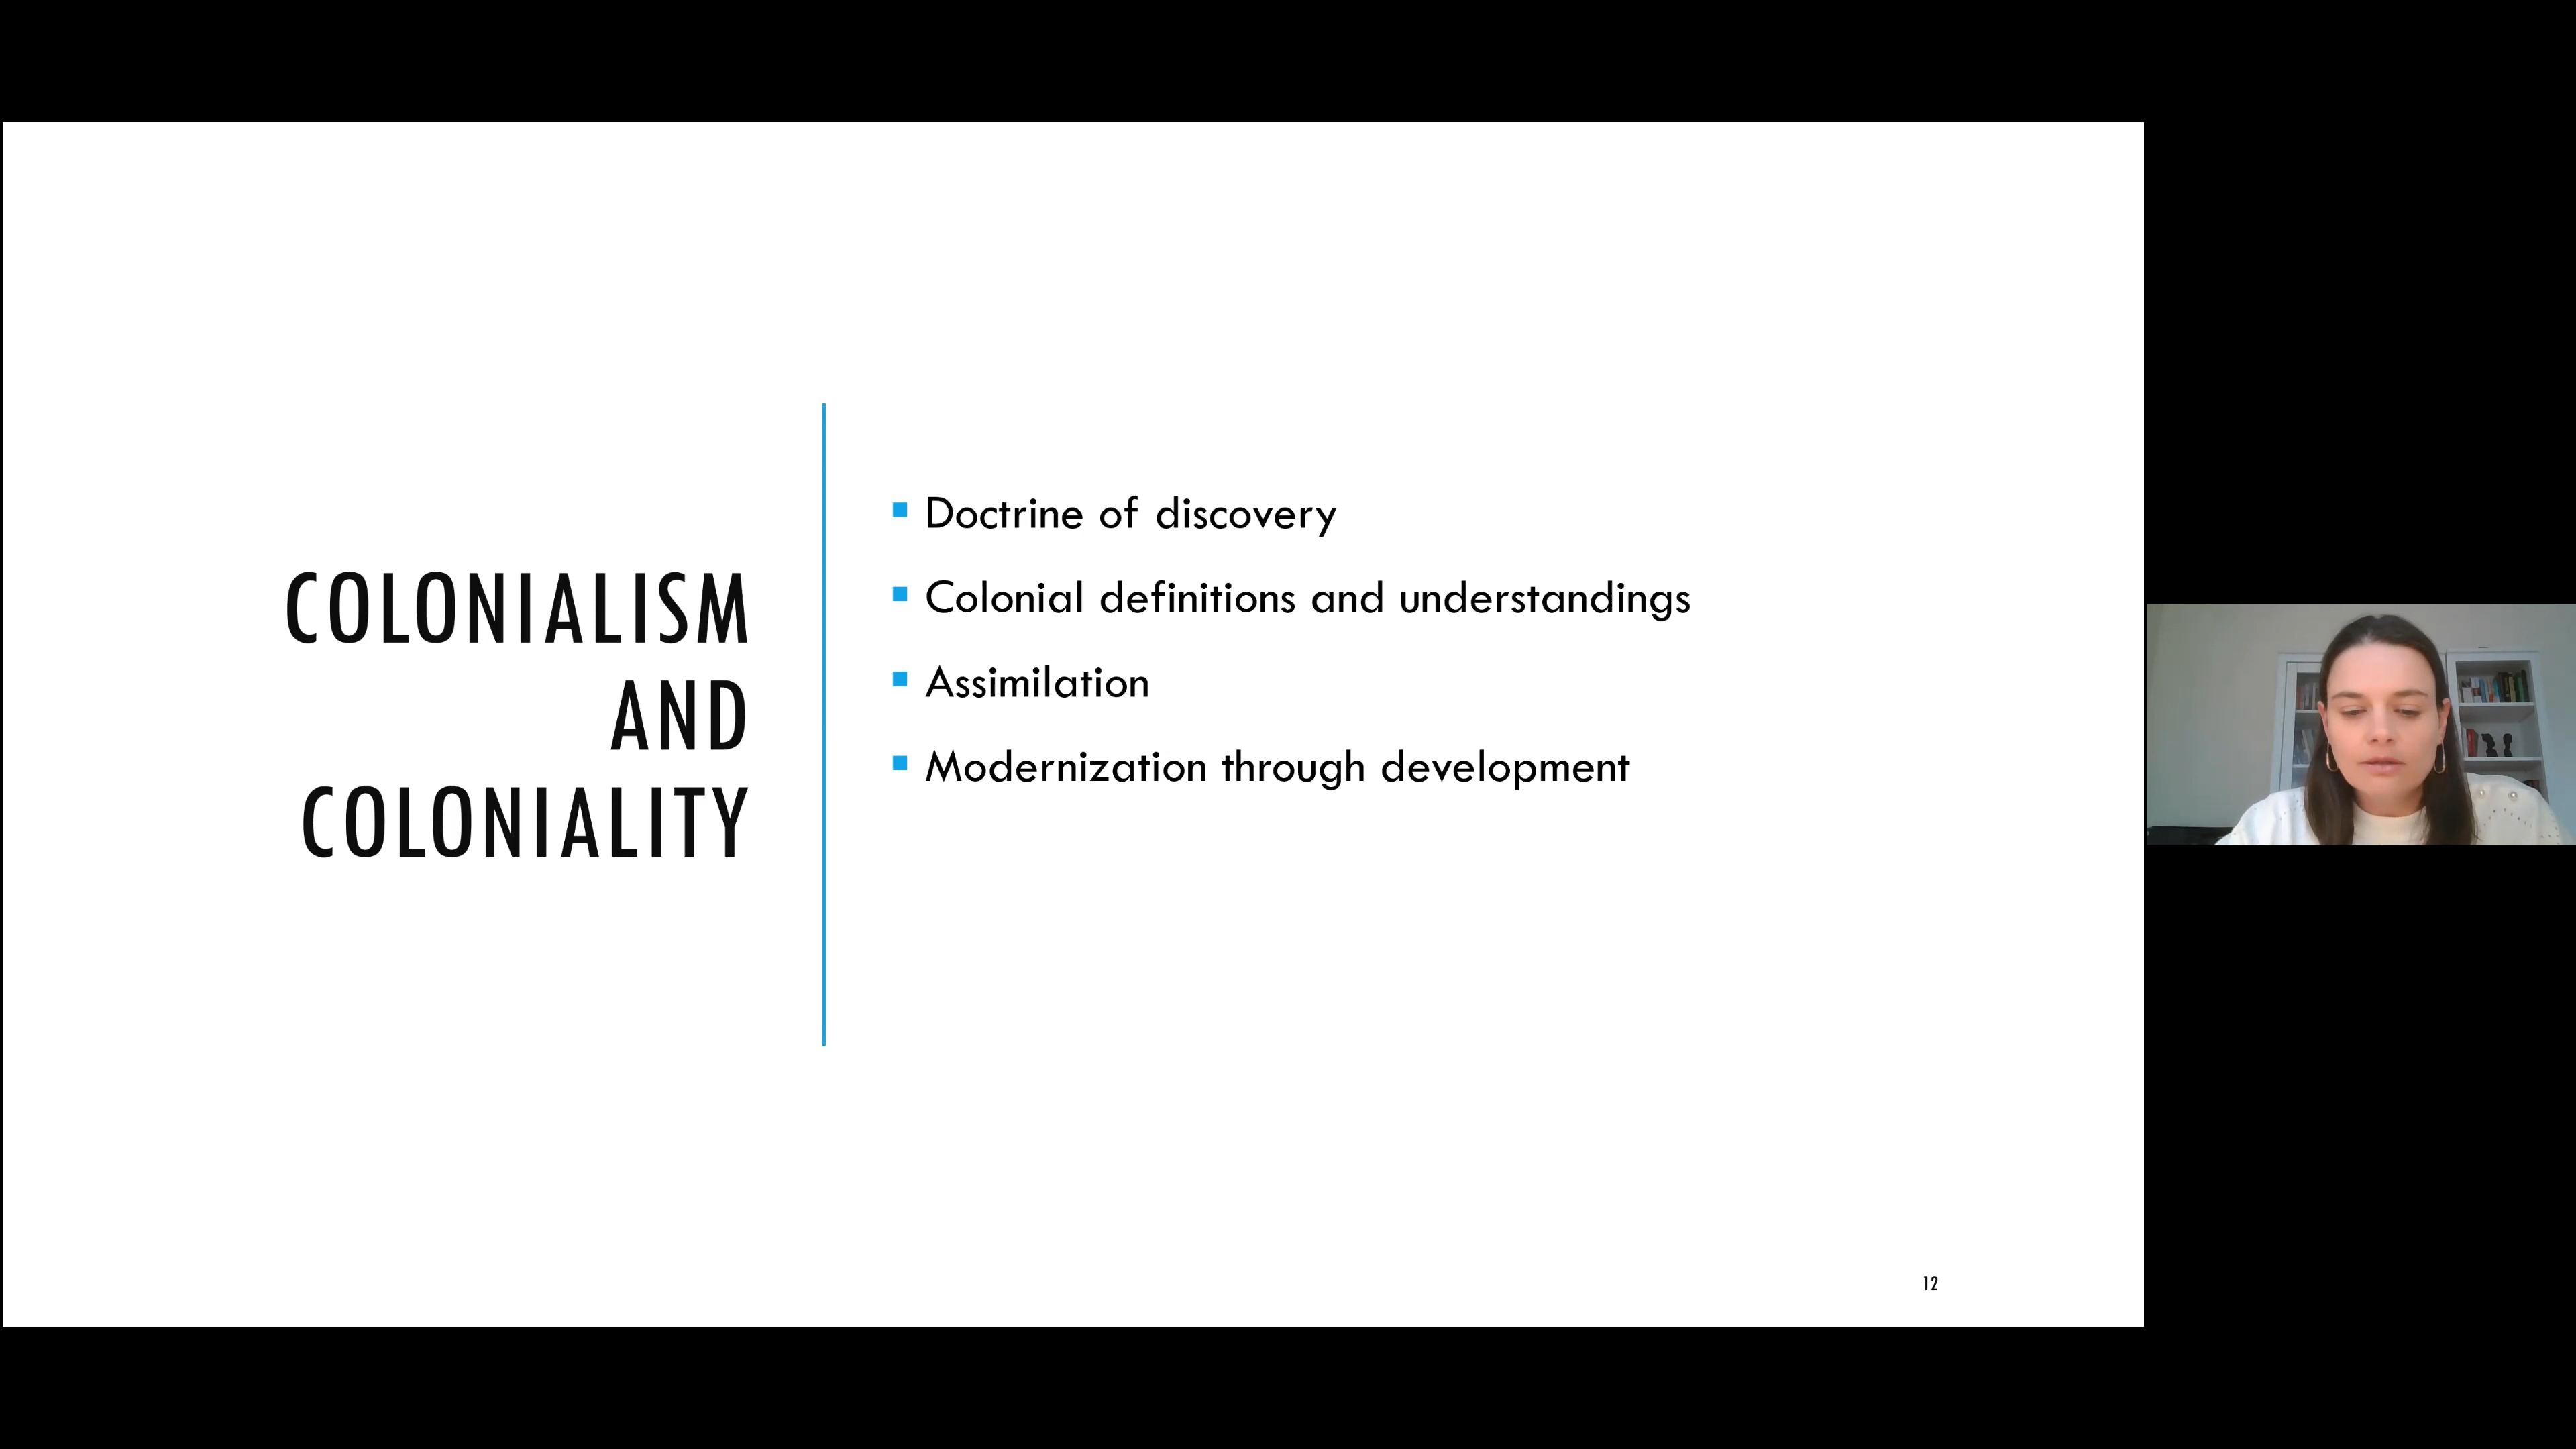 COLONIALISM
AND
COLONIALITY
Doctrine of discovery
Colonial definitions and understandings
Assimilation
Modernization through development
12